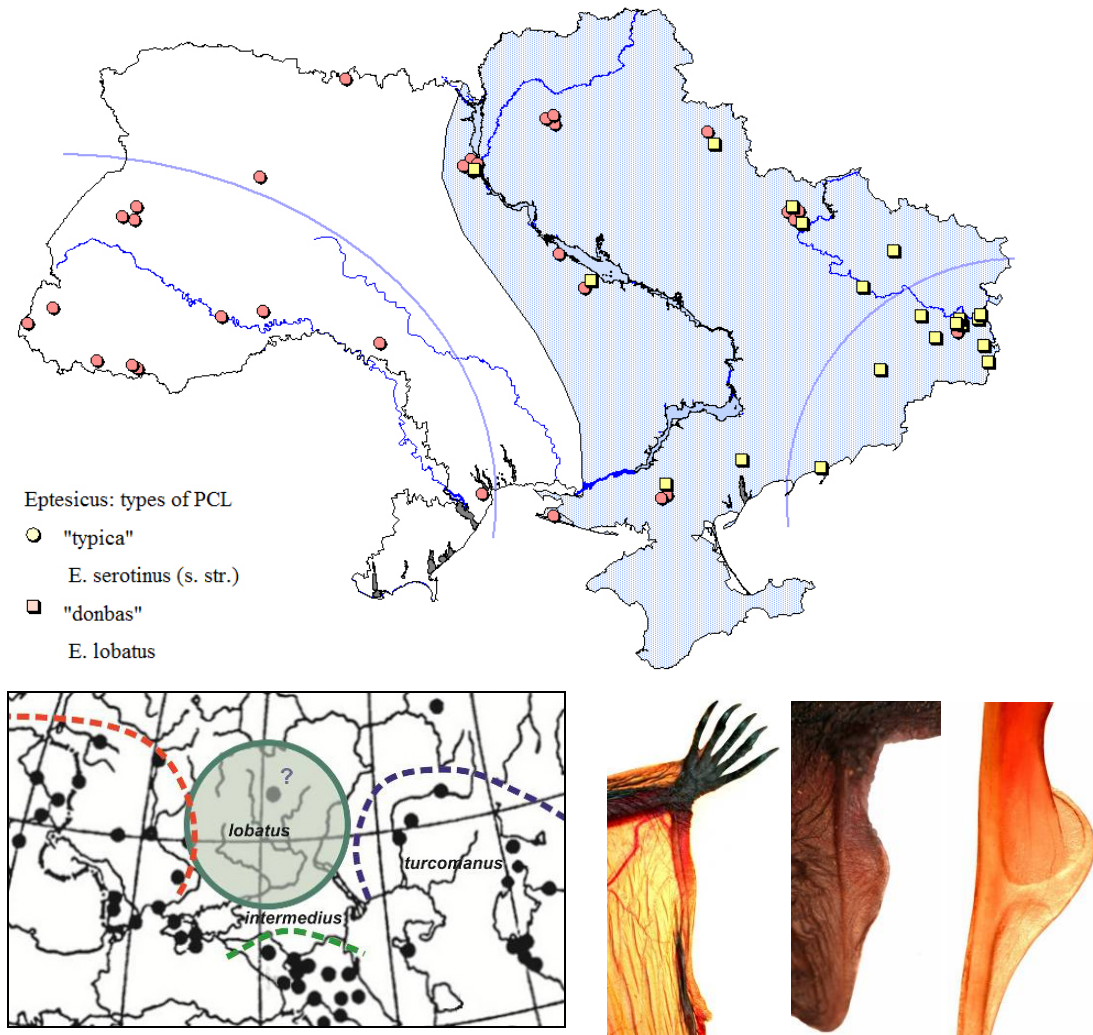 Eptesicus: types of PCL
"typica"
E. serotinus (s. str.)
"donbas"
E. lobatus
?
lobatus
turcomanus
intermedius